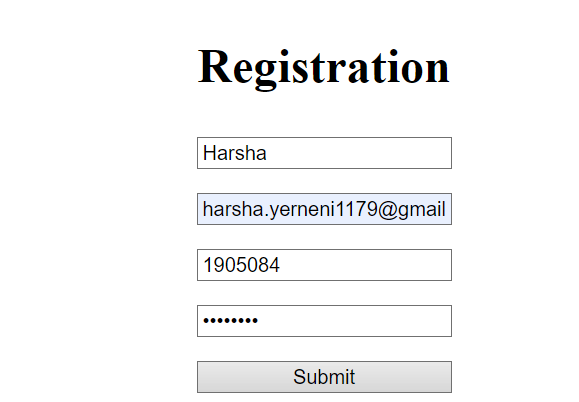 Registration
Harsha
harsha.yerneni1179@gmail
1905084
••••••••
Submit